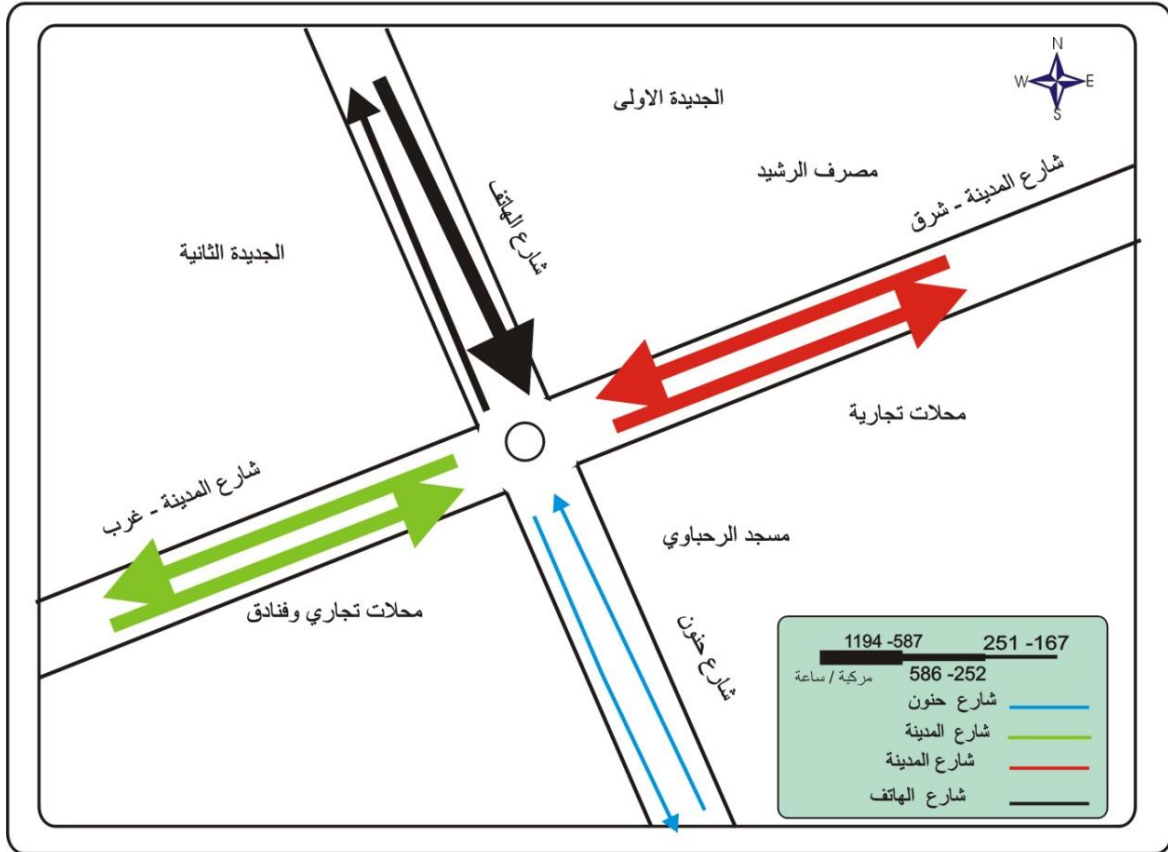 N
W E
S
الجديدة الاولى
مصرف الرشيد
شارع المدينة - شرق
شارع الهاتف
الجديدة الثانية
محلات تجارية
شارع المدينة - غرب
مسجد الرحباوي
محلات تجاري وفنادق
شارع حنون
1194 -587 251 -167
586 -252
مركبة / ساعة
شارع حنون
شارع المدينة
شارع المدينة
شارع الهاتف